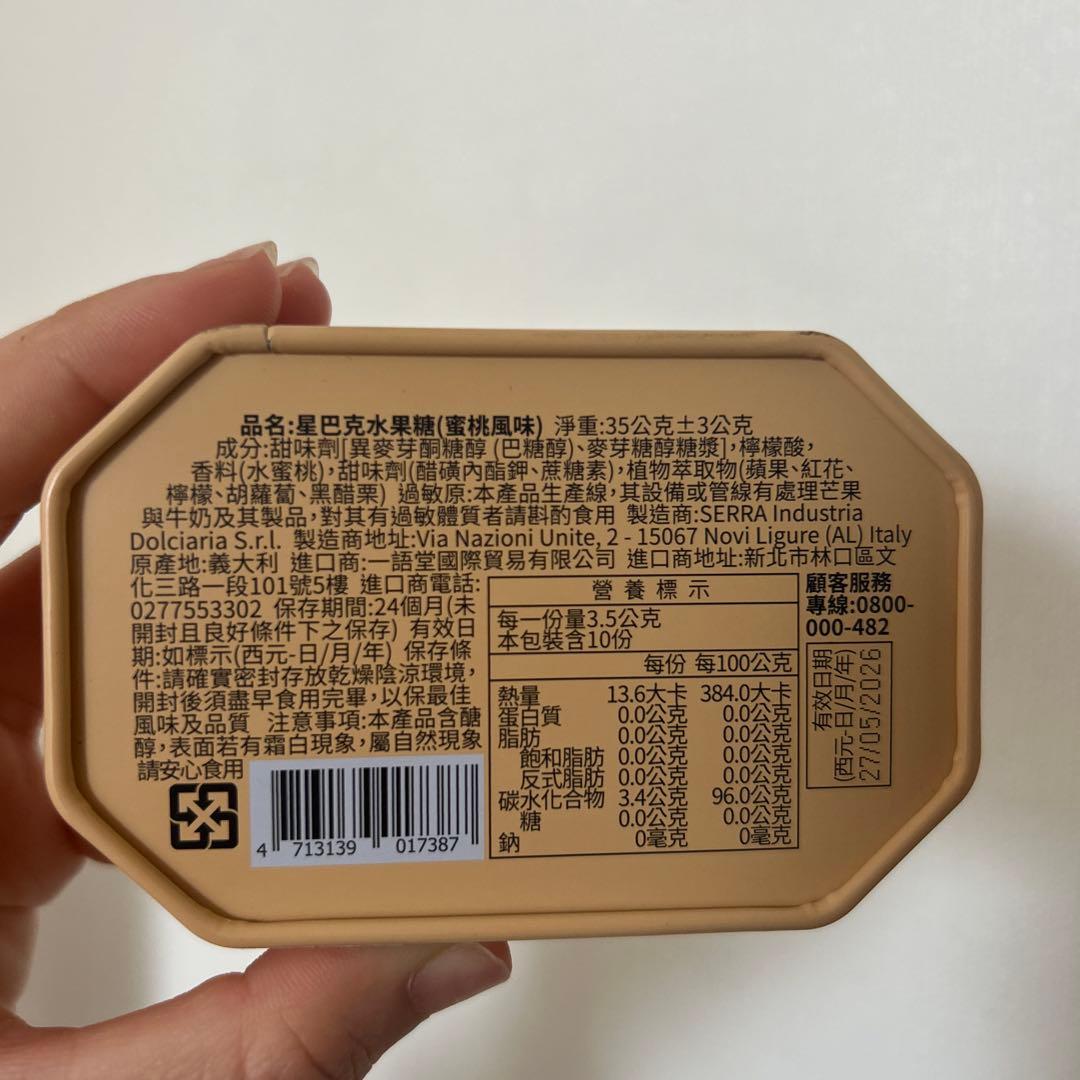 品名:星巴克水果糖(蜜桃風味) 淨重:35公克±3公克
成分:甜味劑[異麥芽酮糖醇 (巴糖醇)、麥芽糖醇糖漿],檸檬酸,
香料(水蜜桃),甜味劑(醋磺內酯鉀、蔗糖素),植物萃取物(蘋果、紅花、
檸檬、胡蘿蔔、黑醋栗) 過敏原:本產品生產線,其設備或管線有處理芒果
與牛奶及其製品,對其有過敏體質者請斟酌食用 製造商:SERRA Industria
Dolciaria S.r.l. 製造商地址:Via Nazioni Unite, 2 - 15067 Novi Ligure (AL) Italy
原產地:義大利 進口商:一語堂國際貿易有限公司 進口商地址:新北市林口區文
化三路一段101號5樓 進口商電話:
0277553302 保存期間:24個月(未
開封且良好條件下之保存) 有效日
期:如標示(西元-日/月/年) 保存條
件:請確實密封存放乾燥陰涼環境,
開封後須盡早食用完畢,以保最佳
風味及品質 注意事項:本產品含醣
醇,表面若有霜白現象,屬自然現象
請安心食用
4 713139 017387
營養標示
每一份量3.5公克
本包裝含10份
每份 每100公克
熱量 13.6大卡 384.0大卡
蛋白質 0.0公克 0.0公克
脂肪 0.0公克 0.0公克
飽和脂肪 0.0公克 0.0公克
反式脂肪 0.0公克 0.0公克
碳水化合物 3.4公克 96.0公克
糖 0.0公克 0.0公克
鈉 0毫克 0毫克
顧客服務
專線:0800-
000-482
有效日期
(西元-日/月/年)
27/05/2026